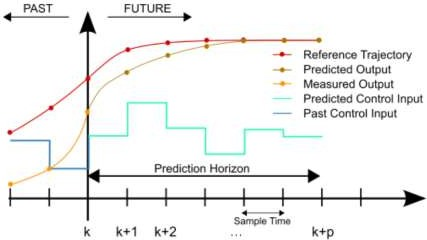 PAST FUTURE
Reference Trajectory
Predicted Output
Measured Output
Predicted Control Input
Past Control Input
Prediction Horizon
Sample Time
k k+1 k+2 ... k+p